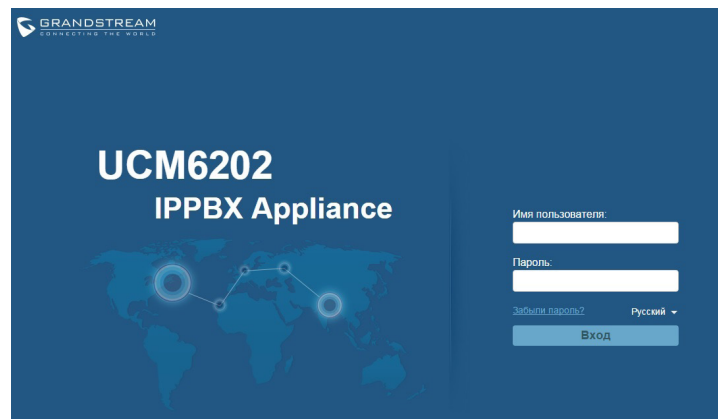 GRANDSTREAM
CONNECTING THE WORLD
UCM6202
IPPBX Appliance
Имя пользователя:
Пароль:
Забыли пароль?
Русский
Вход